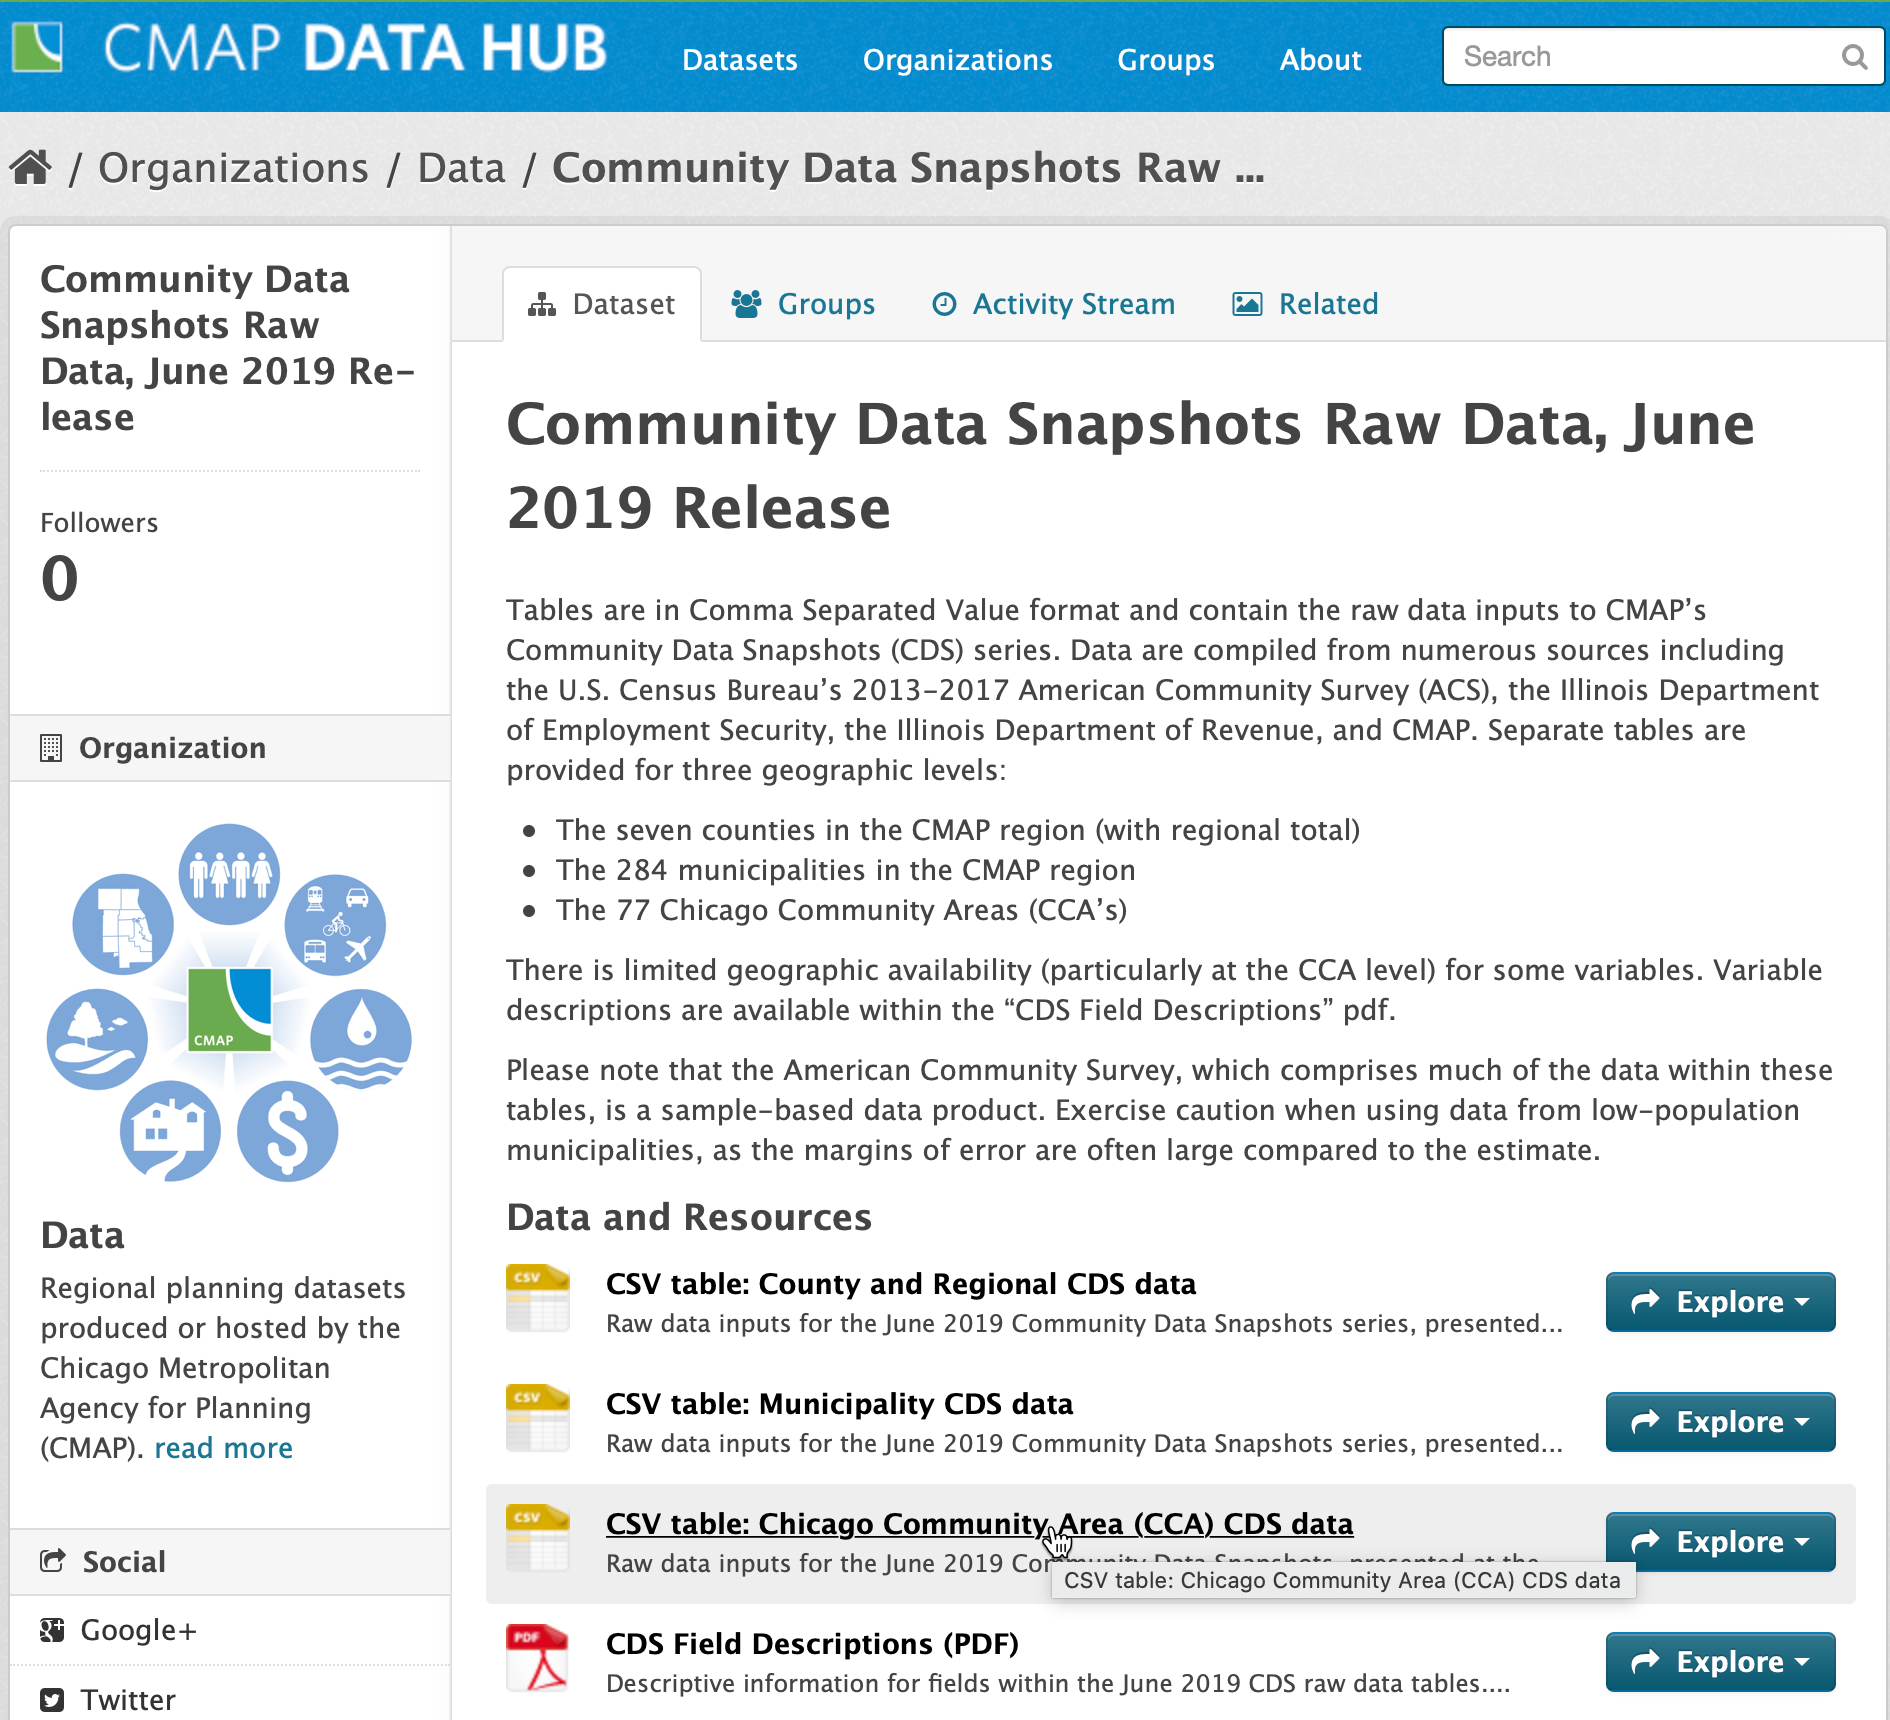 CMAP DATA HUB
Datasets
Organizations
Groups
About
Search
/ Organizations / Data / Community Data Snapshots Raw ...
Community Data
Snapshots Raw
Data, June 2019 Re-
lease
Followers
0
Organization
CMAP
Data
Regional planning datasets
produced or hosted by the
Chicago Metropolitan
Agency for Planning
(CMAP). read more
Social
Google+
Twitter
Dataset
Groups
Activity Stream
Related
Community Data Snapshots Raw Data, June
2019 Release
Tables are in Comma Separated Value format and contain the raw data inputs to CMAP’s
Community Data Snapshots (CDS) series. Data are compiled from numerous sources including
the U.S. Census Bureau’s 2013-2017 American Community Survey (ACS), the Illinois Department
of Employment Security, the Illinois Department of Revenue, and CMAP. Separate tables are
provided for three geographic levels:
• The seven counties in the CMAP region (with regional total)
• The 284 municipalities in the CMAP region
• The 77 Chicago Community Areas (CCA’s)
There is limited geographic availability (particularly at the CCA level) for some variables. Variable
descriptions are available within the “CDS Field Descriptions” pdf.
Please note that the American Community Survey, which comprises much of the data within these
tables, is a sample-based data product. Exercise caution when using data from low-population
municipalities, as the margins of error are often large compared to the estimate.
Data and Resources
CSV
CSV table: County and Regional CDS data
Raw data inputs for the June 2019 Community Data Snapshots series, presented...
Explore
CSV
CSV table: Municipality CDS data
Raw data inputs for the June 2019 Community Data Snapshots series, presented...
Explore
CSV
CSV table: Chicago Community Area (CCA) CDS data
Raw data inputs for the June 2019 Community Data Snapshots, presented at the
Explore
CSV table: Chicago Community Area (CCA) CDS data
PDF
CDS Field Descriptions (PDF)
Descriptive information for fields within the June 2019 CDS raw data tables....
Explore